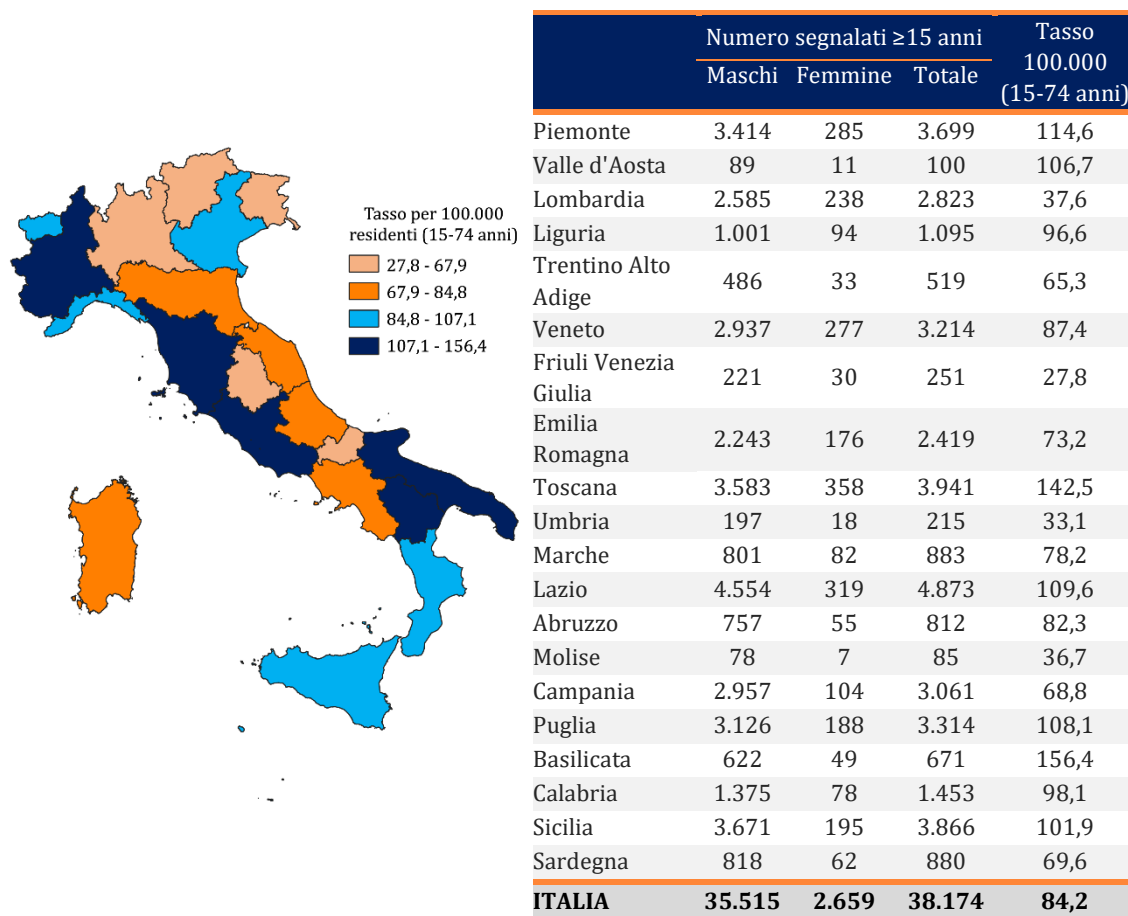 Tasso per 100.000
residenti (15-74 anni)
27,8 - 67,9
67,9 - 84,8
84,8 - 107,1
107,1 - 156,4
Numero segnalati ≥15 anni
Tasso
100.000
(15-74 anni)
Maschi Femmine Totale
Piemonte 3.414 285 3.699 114,6
Valle d'Aosta 89 11 100 106,7
Lombardia 2.585 238 2.823 37,6
Liguria 1.001 94 1.095 96,6
Trentino Alto
Adige 486 33 519 65,3
Veneto 2.937 277 3.214 87,4
Friuli Venezia
Giulia 221 30 251 27,8
Emilia
Romagna 2.243 176 2.419 73,2
Toscana 3.583 358 3.941 142,5
Umbria 197 18 215 33,1
Marche 801 82 883 78,2
Lazio 4.554 319 4.873 109,6
Abruzzo 757 55 812 82,3
Molise 78 7 85 36,7
Campania 2.957 104 3.061 68,8
Puglia 3.126 188 3.314 108,1
Basilicata 622 49 671 156,4
Calabria 1.375 78 1.453 98,1
Sicilia 3.671 195 3.866 101,9
Sardegna 818 62 880 69,6
ITALIA 35.515 2.659 38.174 84,2